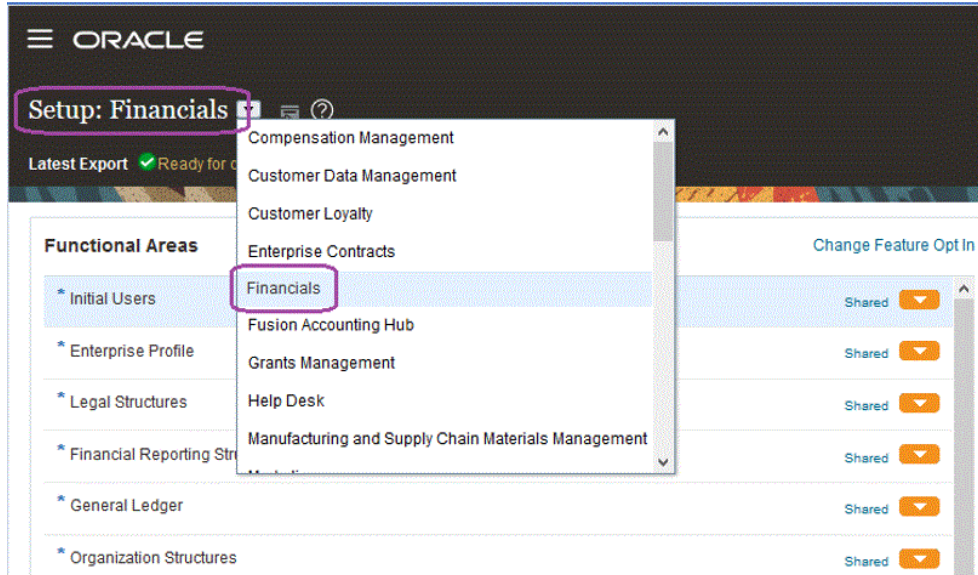 ORACLE
Setup: Financials
Latest Export Ready for
Compensation Management
Customer Data Management
Customer Loyalty
Enterprise Contracts
Financials
Fusion Accounting Hub
Grants Management
Help Desk
Manufacturing and Supply Chain Materials Management
Functional Areas
Change Feature Opt In
* Initial Users Shared
* Enterprise Profile Shared
* Legal Structures Shared
* Financial Reporting Shared
* General Ledger Shared
* Organization Structures Shared